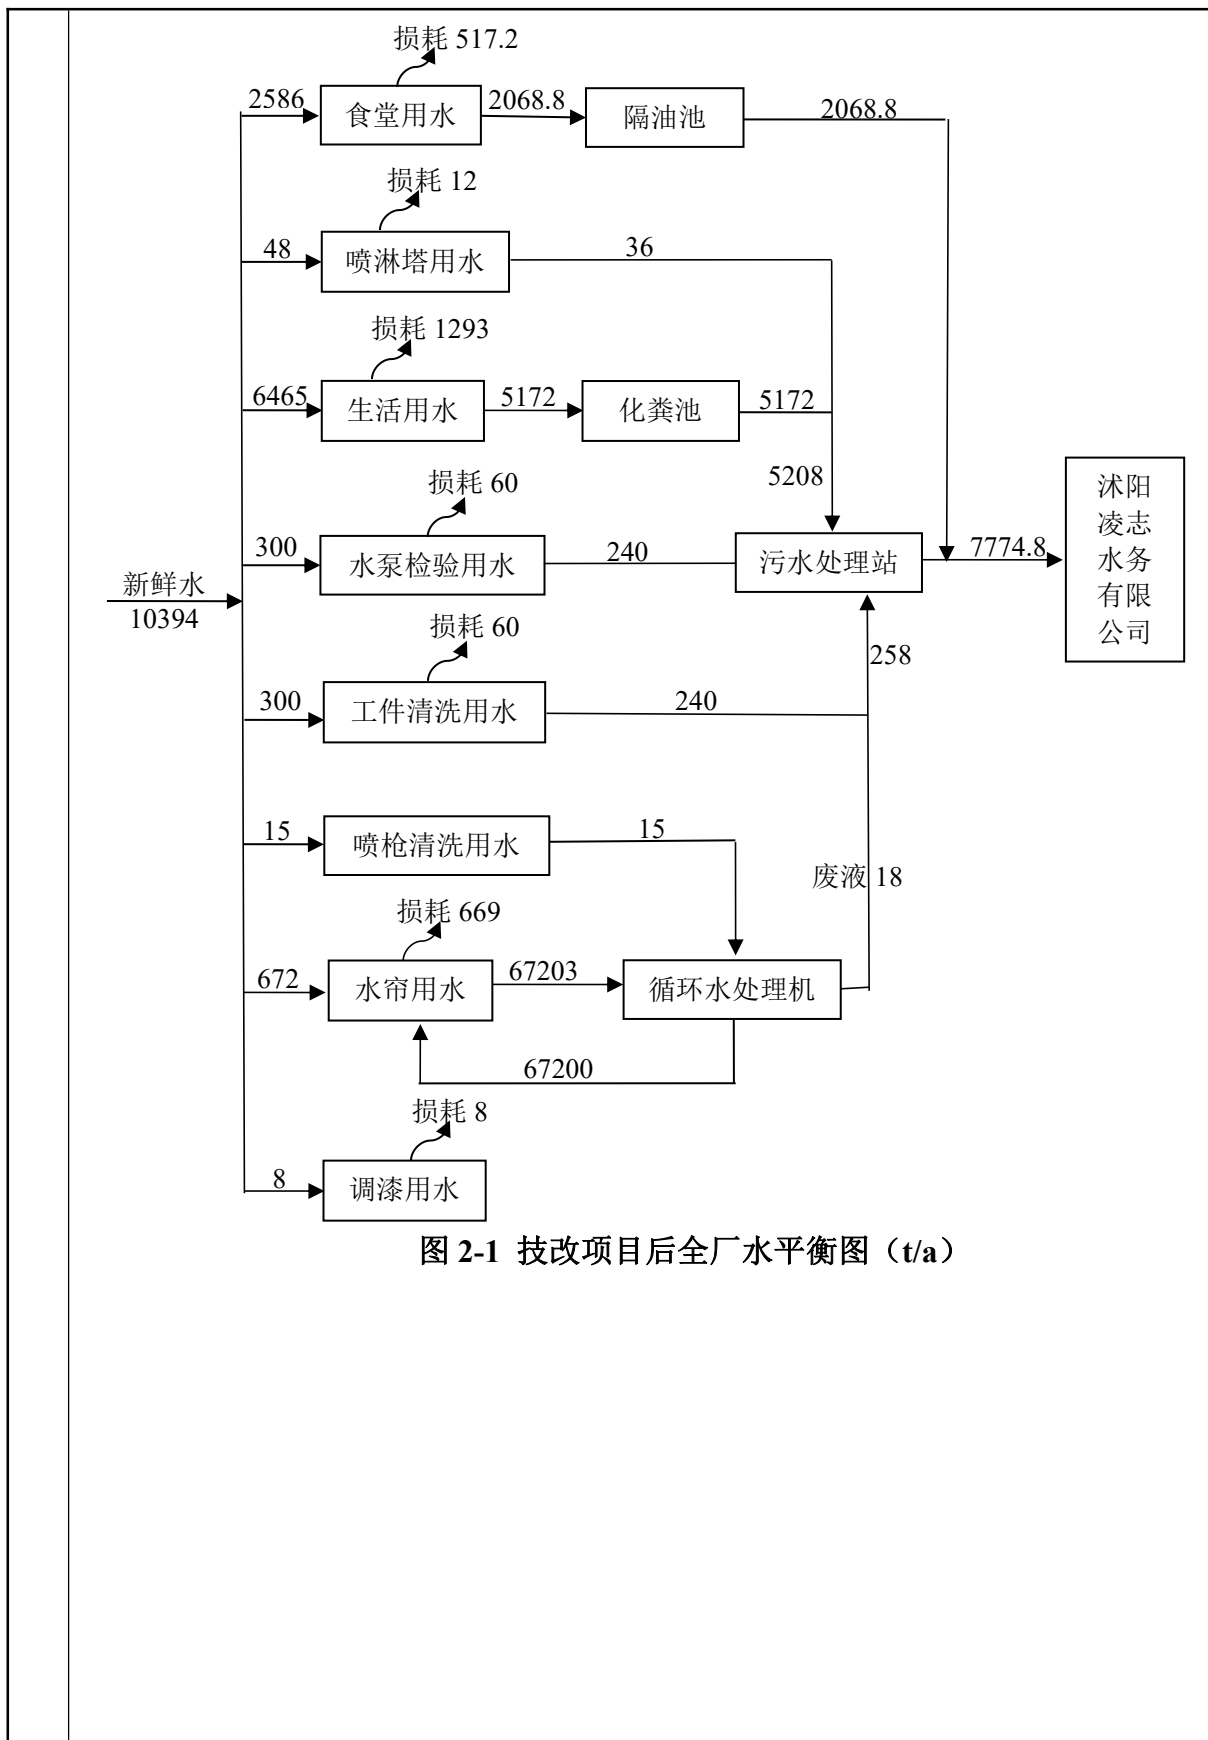 损耗 517.2
2586
食堂用水
2068.8
隔油池
2068.8
损耗 12
48
喷淋塔用水
36
损耗 1293
6465
生活用水
5172
化粪池
5172
5208
损耗 60
300
水泵检验用水
240
污水处理站
7774.8
沭阳
凌志
水务
有限
公司
新鲜水
10394
损耗 60
258
300
工件清洗用水
240
15
喷枪清洗用水
15
废液 18
损耗 669
672
水帘用水
67203
循环水处理机
67200
损耗 8
8
调漆用水
图 2-1 技改项目后全厂水平衡图（t/a）